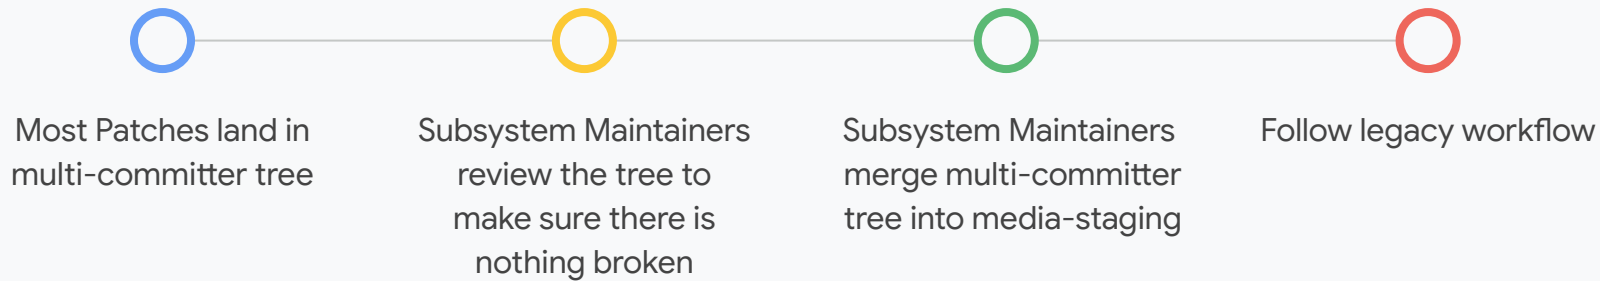 Most Patches land in
multi-committer tree
Subsystem Maintainers
review the tree to
make sure there is
nothing broken
Subsystem Maintainers
merge multi-committer
tree into media-staging
Follow legacy workflow